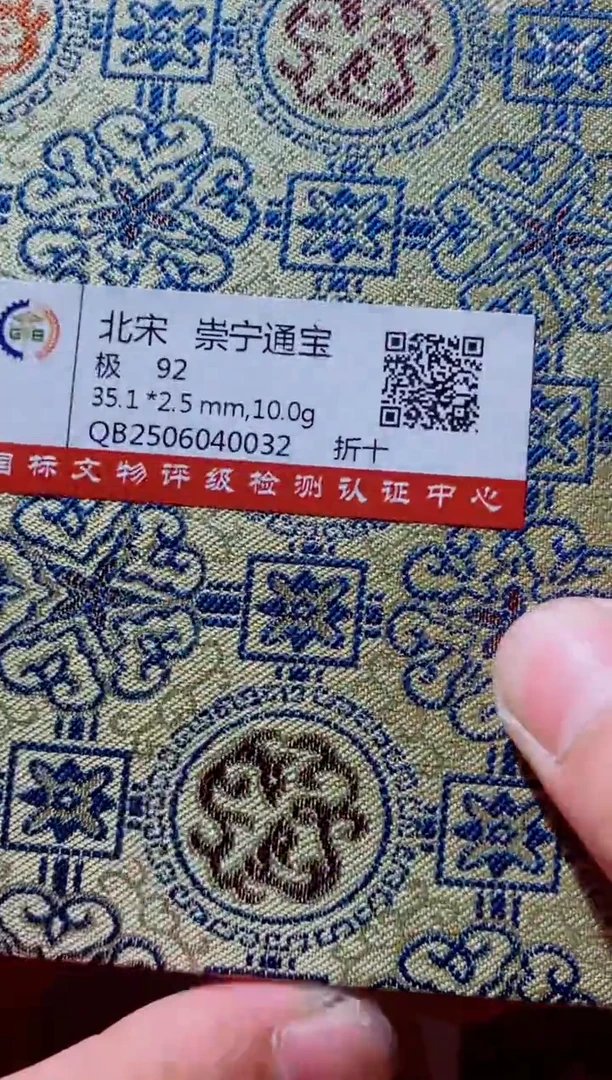 北宋 崇宁通宝
极 92
35.1 *2.5 mm,10.0g
QB2506040032 折十
国标文物评级检测认证中心